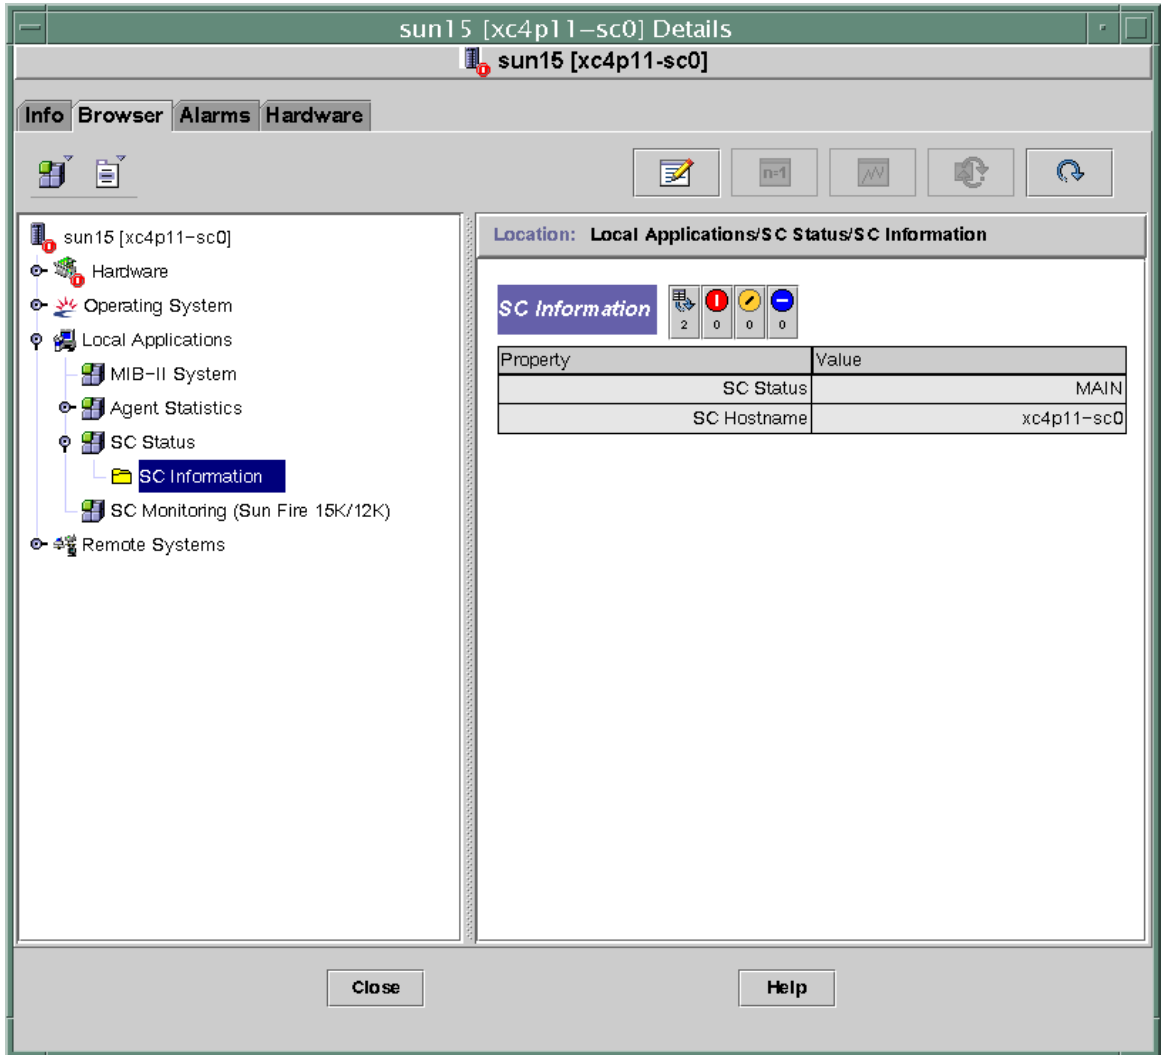 sun15 [xc4p11-sc0] Details
sun15 [xc4p11-sc0]
Info Browser Alarms Hardware
n=1
sun15 [xc4p11-sc0]
Hardware
Operating System
Local Applications
MIB-II System
Agent Statistics
SC Status
SC Information
SC Monitoring (Sun Fire 15K/12K)
Remote Systems
Location: Local Applications/SC Status/SC Information
SC Information
2 0 0 0
Property Value
SC Status MAIN
SC Hostname xc4p11-sc0
Close Help